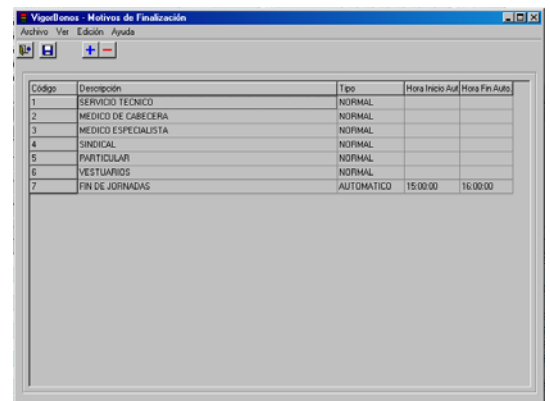 VigorBonos - Motivos de Finalización
Archivo Ver Edición Ayuda
Código Descripción Tipo Hora Inicio Aut Hora Fin Auto.
1 SERVICIO TECNICO NORMAL
2 MEDICO DE CABECERA NORMAL
3 MEDICO ESPECIALISTA NORMAL
4 SINDICAL NORMAL
5 PARTICULAR NORMAL
6 VESTUARIOS NORMAL
7 FIN DE JORNADAS AUTOMATICO 15:00:00 16:00:00